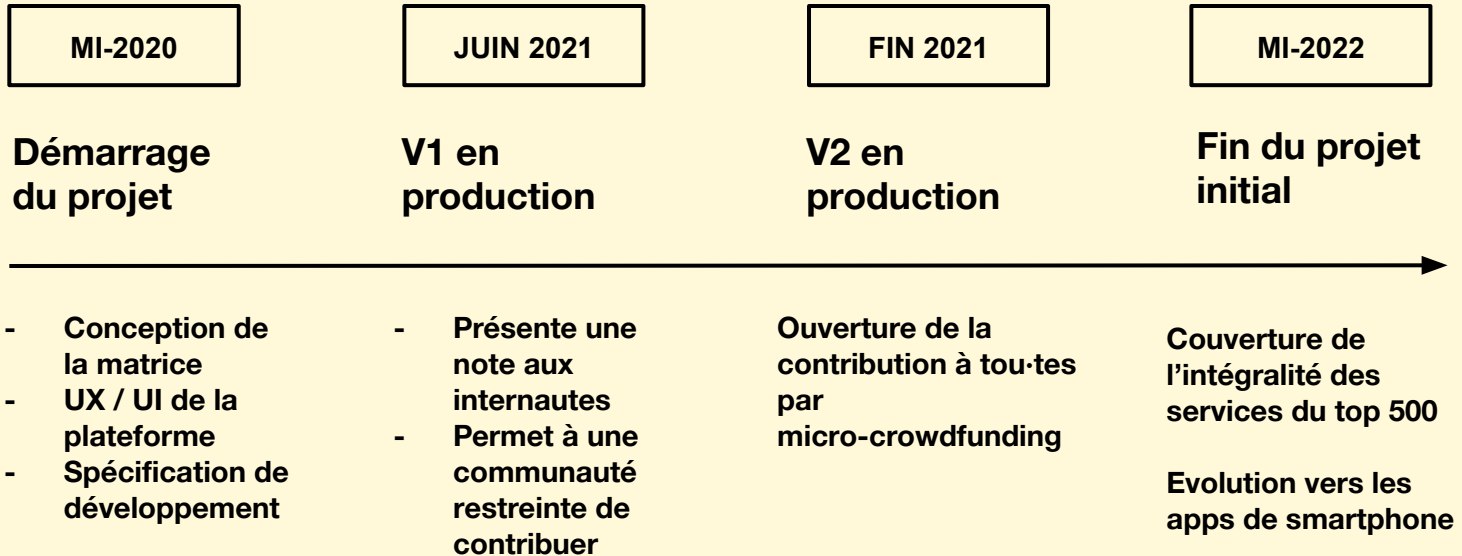 MI-2020
JUIN 2021
FIN 2021
MI-2022
Démarrage
du projet
V1 en
production
V2 en
production
Fin du projet
initial
- Conception de
la matrice
- UX / UI de la
plateforme
- Spécification de
développement
- Présente une
note aux
internautes
- Permet à une
communauté
restreinte de
contribuer
Ouverture de la
contribution à tou·tes
par
micro-crowdfunding
Couverture de
l’intégralité des
services du top 500
Evolution vers les
apps de smartphone